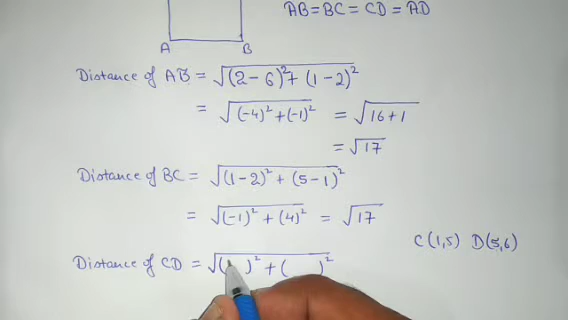 AB = BC = CD = AD
A B
Distance of AB = √(2-6)²+(1-2)²
= √(-4)²+(-1)² = √16+1
= √17
Distance of BC = √(1-2)²+(5-1)²
= √(-1)²+(4)² = √17
C(1,5) D(5,6)
Distance of CD = √( )²+( )²